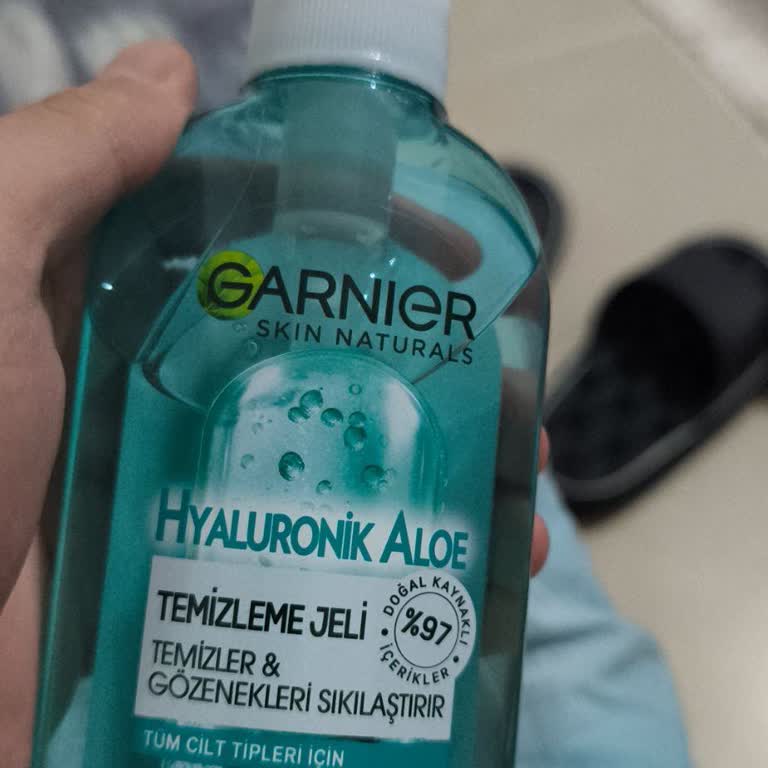 GARNIER
SKIN NATURALS
HYALURONİK ALOE
TEMİZLEME JELİ
TEMİZLER &
GÖZENEKLERİ SIKILAŞTIRIR
DOĞAL KAYNAKLI
%97
İÇERİKLER
TÜM CİLT TİPLERİ İÇİN